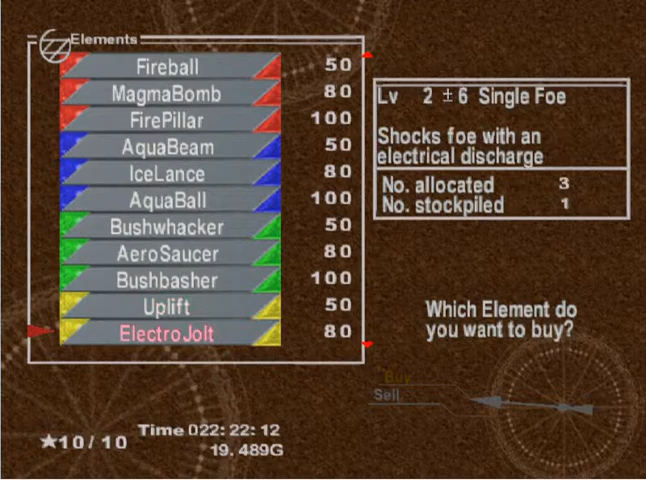 Elements
Fireball 50
MagmaBomb 80
FirePillar 100
AquaBeam 50
IceLance 80
AquaBall 100
Bushwhacker 50
AeroSaucer 80
Bushbasher 100
Uplift 50
ElectroJolt 80
Lv 2 ± 6 Single Foe
Shocks foe with an
electrical discharge
No. allocated 3
No. stockpiled 1
Which Element do
you want to buy?
Buy
Sell
★10/10
Time 022: 22: 12
19. 489G